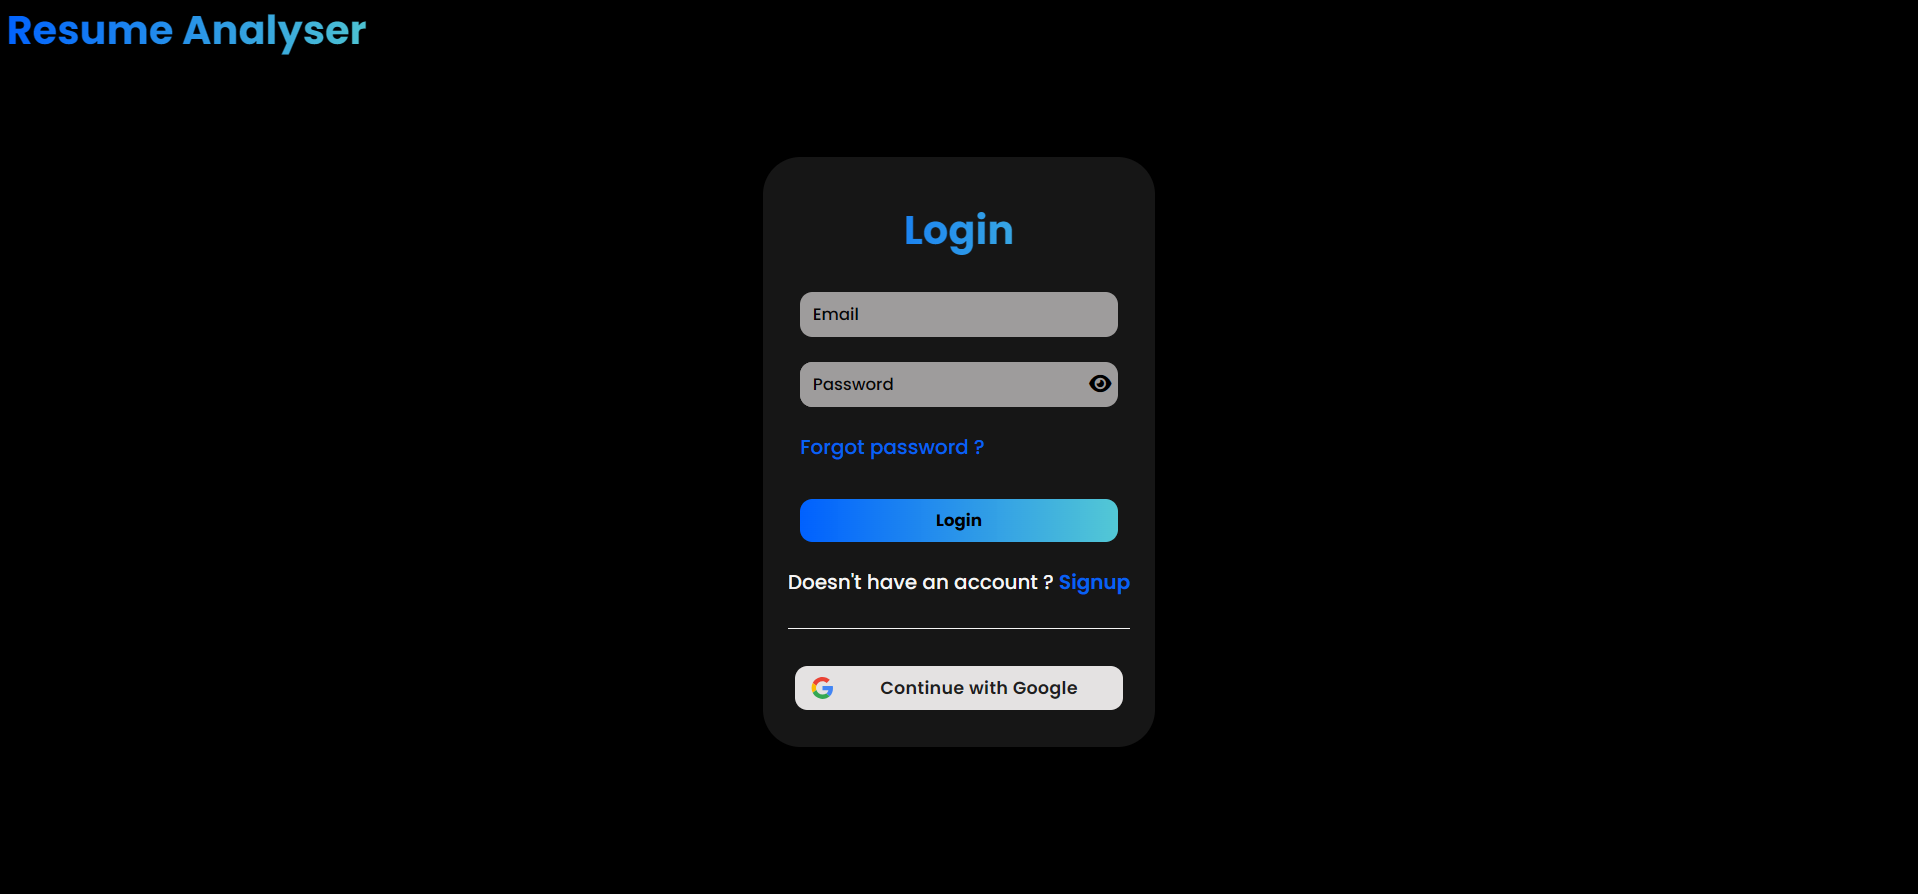 Resume Analyser
Login
Email
Password
Forgot password ?
Login
Doesn't have an account ? Signup
Continue with Google